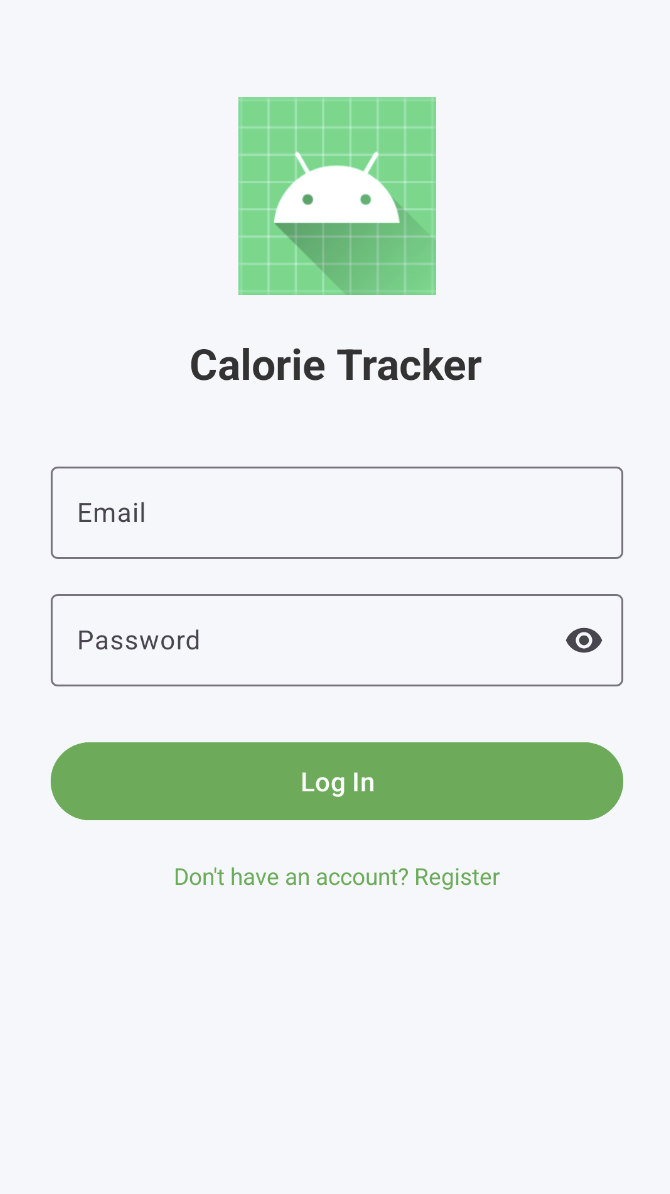 Calorie Tracker
Email
Password
Log In
Don't have an account? Register